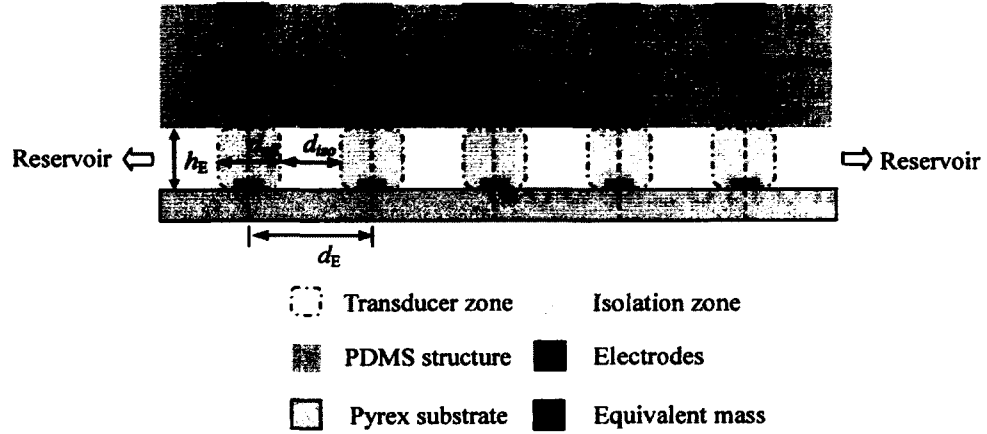 Reservoir
h_E
d_iso
Reservoir
d_E
Transducer zone
Isolation zone
PDMS structure
Electrodes
Pyrex substrate
Equivalent mass